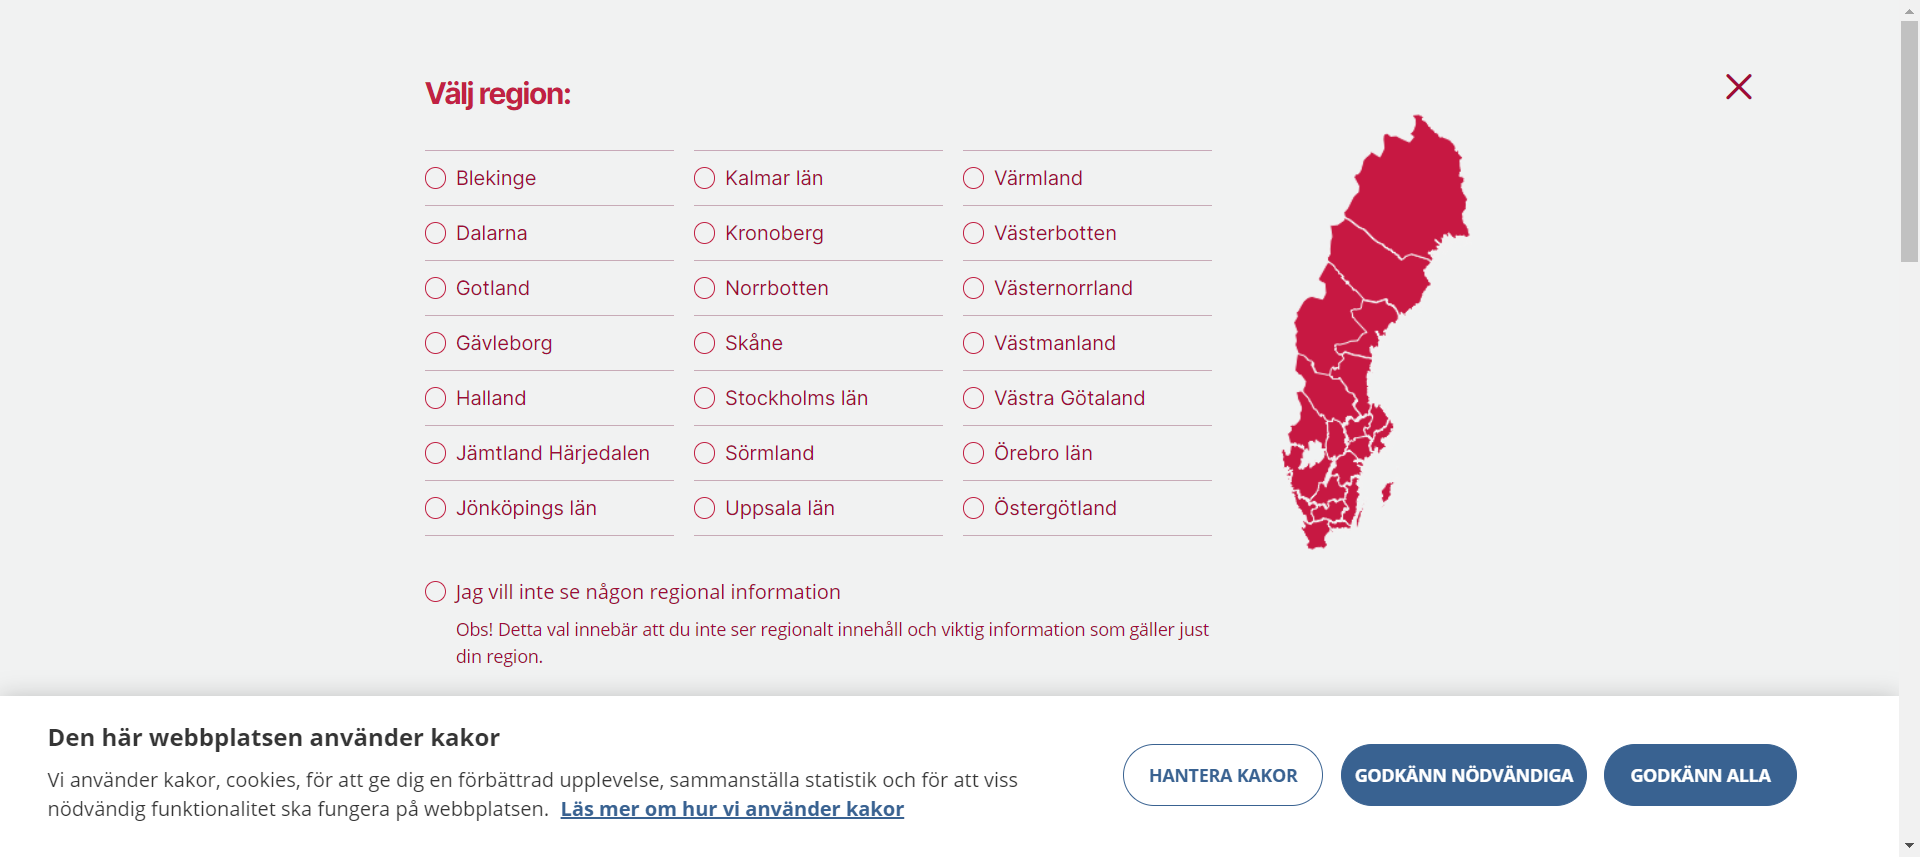 Välj region:
Blekinge
Dalarna
Gotland
Gävleborg
Halland
Jämtland Härjedalen
Jönköpings län
Kalmar län
Kronoberg
Norrbotten
Skåne
Stockholms län
Sörmland
Uppsala län
Värmland
Västerbotten
Västernorrland
Västmanland
Västra Götaland
Örebro län
Östergötland
Jag vill inte se någon regional information
Obs! Detta val innebär att du inte ser regionalt innehåll och viktig information som gäller just
din region.
Den här webbplatsen använder kakor
Vi använder kakor, cookies, för att ge dig en förbättrad upplevelse, sammanställa statistik och för att viss
nödvändig funktionalitet ska fungera på webbplatsen. Läs mer om hur vi använder kakor
HANTERA KAKOR
GODKÄNN NÖDVÄNDIGA
GODKÄNN ALLA